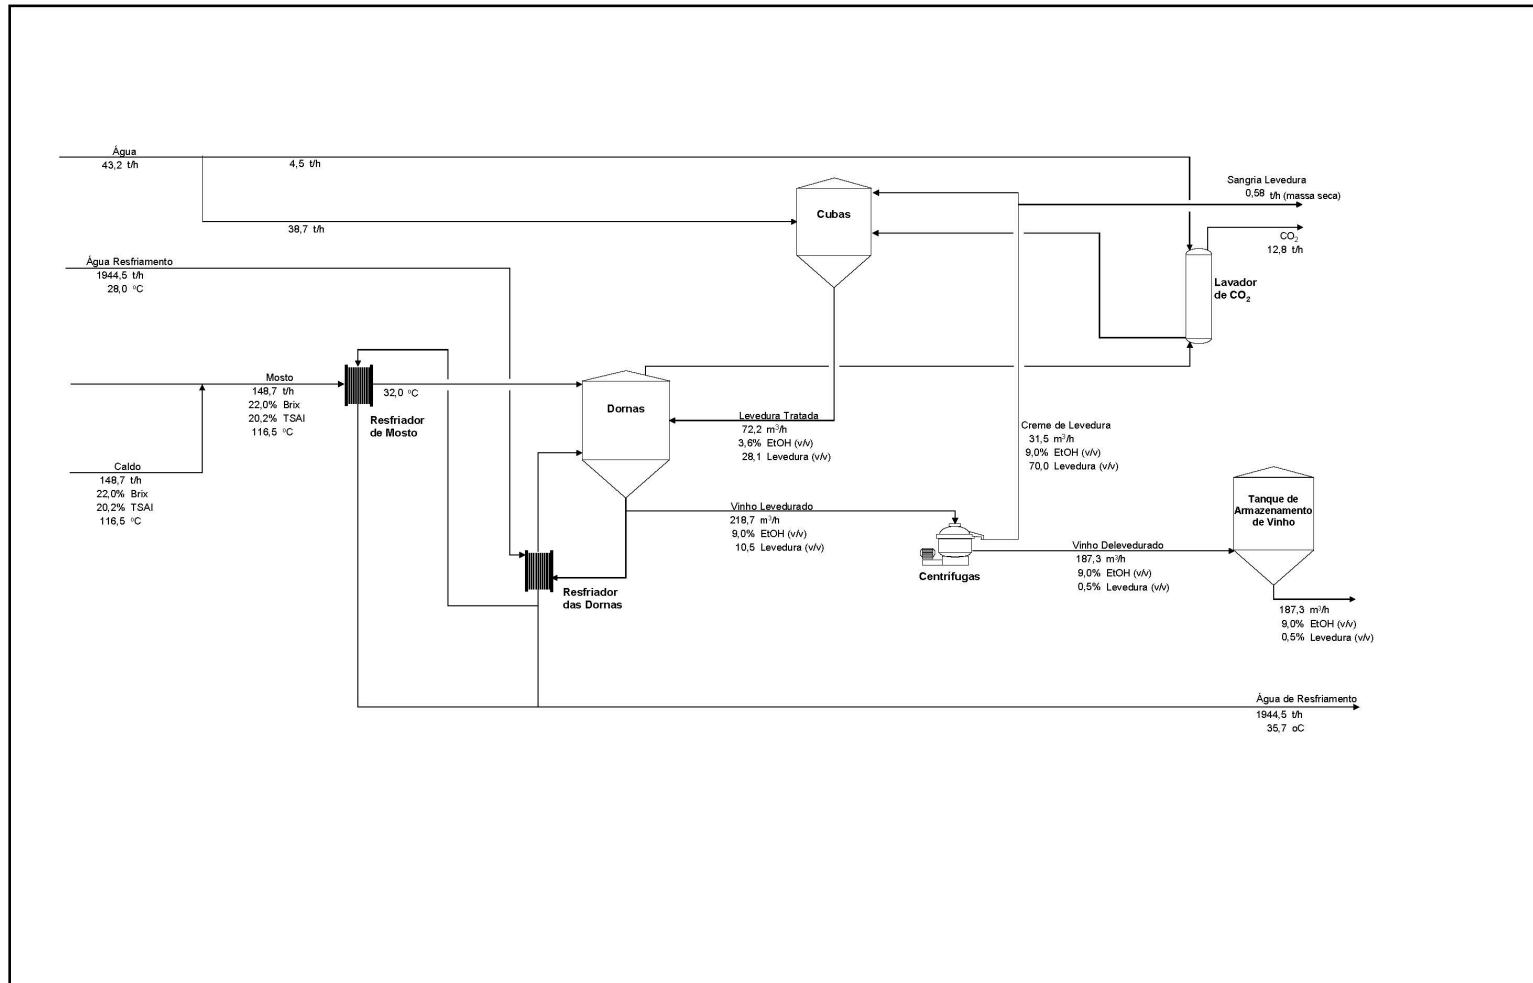 Água
43,2 t/h
4,5 t/h
38,7 t/h
Cubas
Sangria Levedura
0,58 t/h (massa seca)
CO2
12,8 t/h
Lavador
de CO2
Água Resfriamento
1944,5 t/h
28,0 ºC
Mosto
148,7 t/h
22,0% Brix
20,2% TSAI
116,5 ºC
32,0 ºC
Resfriador
de Mosto
Dornas
Levedura Tratada
72,2 m³/h
3,6% EtOH (v/v)
28,1 Levedura (v/v)
Creme de Levedura
31,5 m³/h
9,0% EtOH (v/v)
70,0 Levedura (v/v)
Caldo
148,7 t/h
22,0% Brix
20,2% TSAI
116,5 ºC
Vinho Levedurado
218,7 m³/h
9,0% EtOH (v/v)
10,5 Levedura (v/v)
Centrífugas
Vinho Delevedurado
187,3 m³/h
9,0% EtOH (v/v)
0,5% Levedura (v/v)
Tanque de
Armazenamento
de Vinho
187,3 m³/h
9,0% EtOH (v/v)
0,5% Levedura (v/v)
Resfriador
das Dornas
Água de Resfriamento
1944,5 t/h
35,7 oC